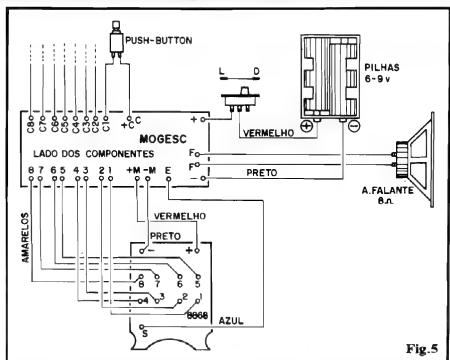 PUSH-BUTTON
L D
PILHAS
6-9 v
C8 C7 C6 C5 C4 C3 C2 C1 +C C
+
MOGESC
VERMELHO
+ −
LADO DOS COMPONENTES
F
F
PRETO
−
8 7 6 5 4 3 2 1 +M -M E
A. FALANTE
8Ω
AMARELOS
VERMELHO
PRETO
− +
8 7 6 5
4 3 2 1
8868
S
AZUL
Fig.5